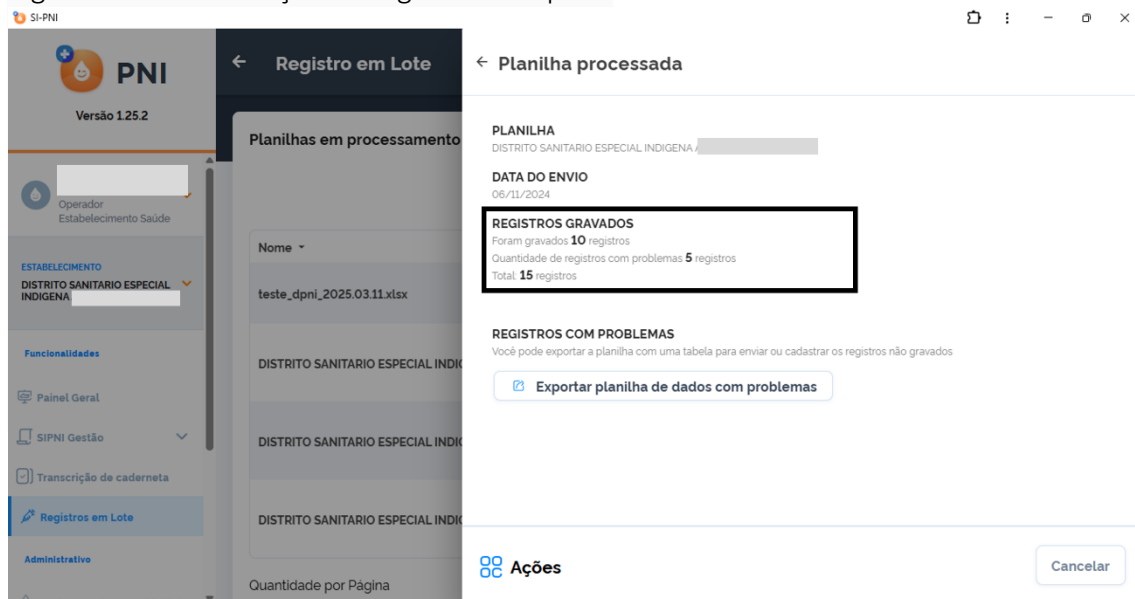 SI-PNI
PNI
Versão 1.25.2
Operador
Estabelecimento Saúde
ESTABELECIMENTO
DISTRITO SANITARIO ESPECIAL
INDIGENA
Funcionalidades
Painel Geral
SIPNI Gestão
Transcrição de caderneta
Registros em Lote
Administrativo
Registro em Lote
Planilhas em processamento
Nome
teste_dpni_2025.03.11.xlsx
DISTRITO SANITARIO ESPECIAL INDI
DISTRITO SANITARIO ESPECIAL INDI
DISTRITO SANITARIO ESPECIAL INDI
Quantidade por Página
Planilha processada
PLANILHA
DISTRITO SANITARIO ESPECIAL INDIGENA
DATA DO ENVIO
06/11/2024
REGISTROS GRAVADOS
Foram gravados 10 registros
Quantidade de registros com problemas 5 registros
Total: 15 registros
REGISTROS COM PROBLEMAS
Você pode exportar a planilha com uma tabela para enviar ou cadastrar os registros não gravados
Exportar planilha de dados com problemas
Ações
Cancelar